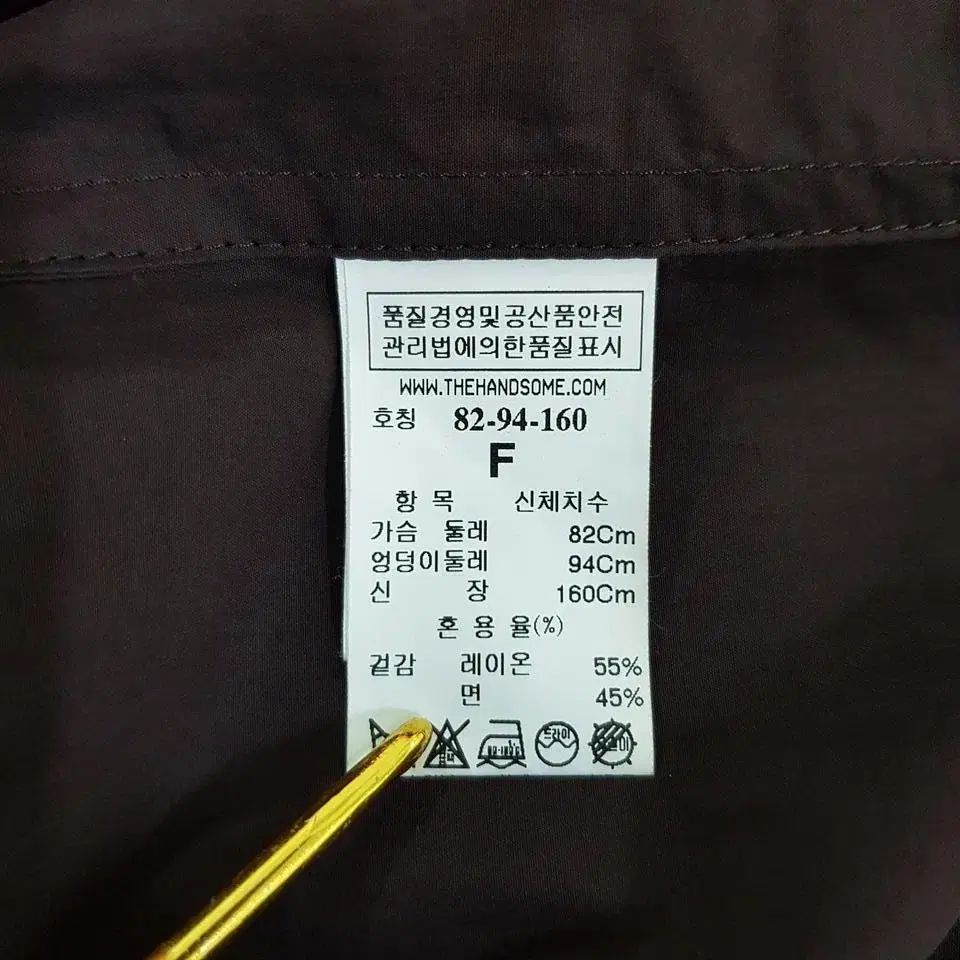 품질경영및공산품안전
관리법에의한품질표시
WWW.THEHANDSOME.COM
호칭 82-94-160
F
항 목 신체치수
가슴 둘레 82Cm
엉덩이둘레 94Cm
신 장 160Cm
혼 용 율(%)
겉감 레이온 55%
면 45%
드라이